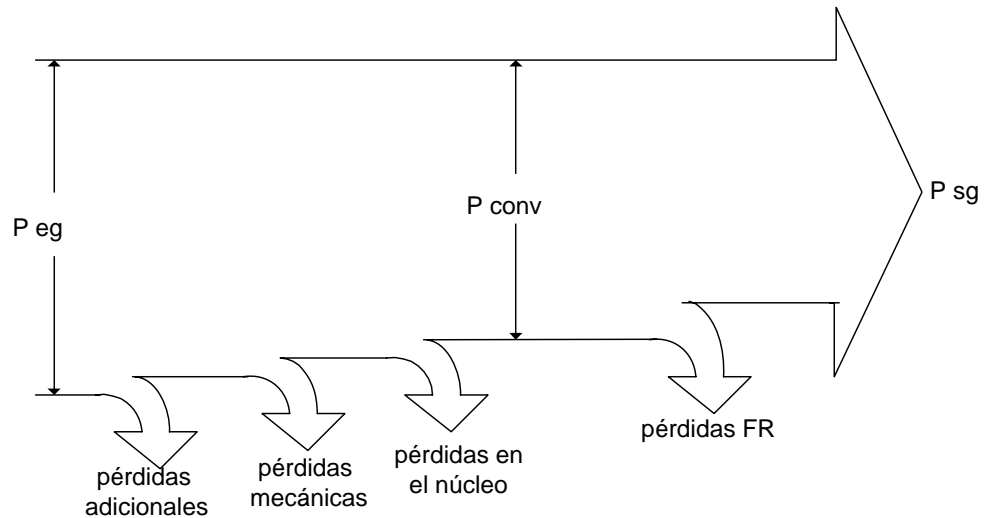 P eg
P conv
P sg
pérdidas
adicionales
pérdidas
mecánicas
pérdidas en
el núcleo
pérdidas FR